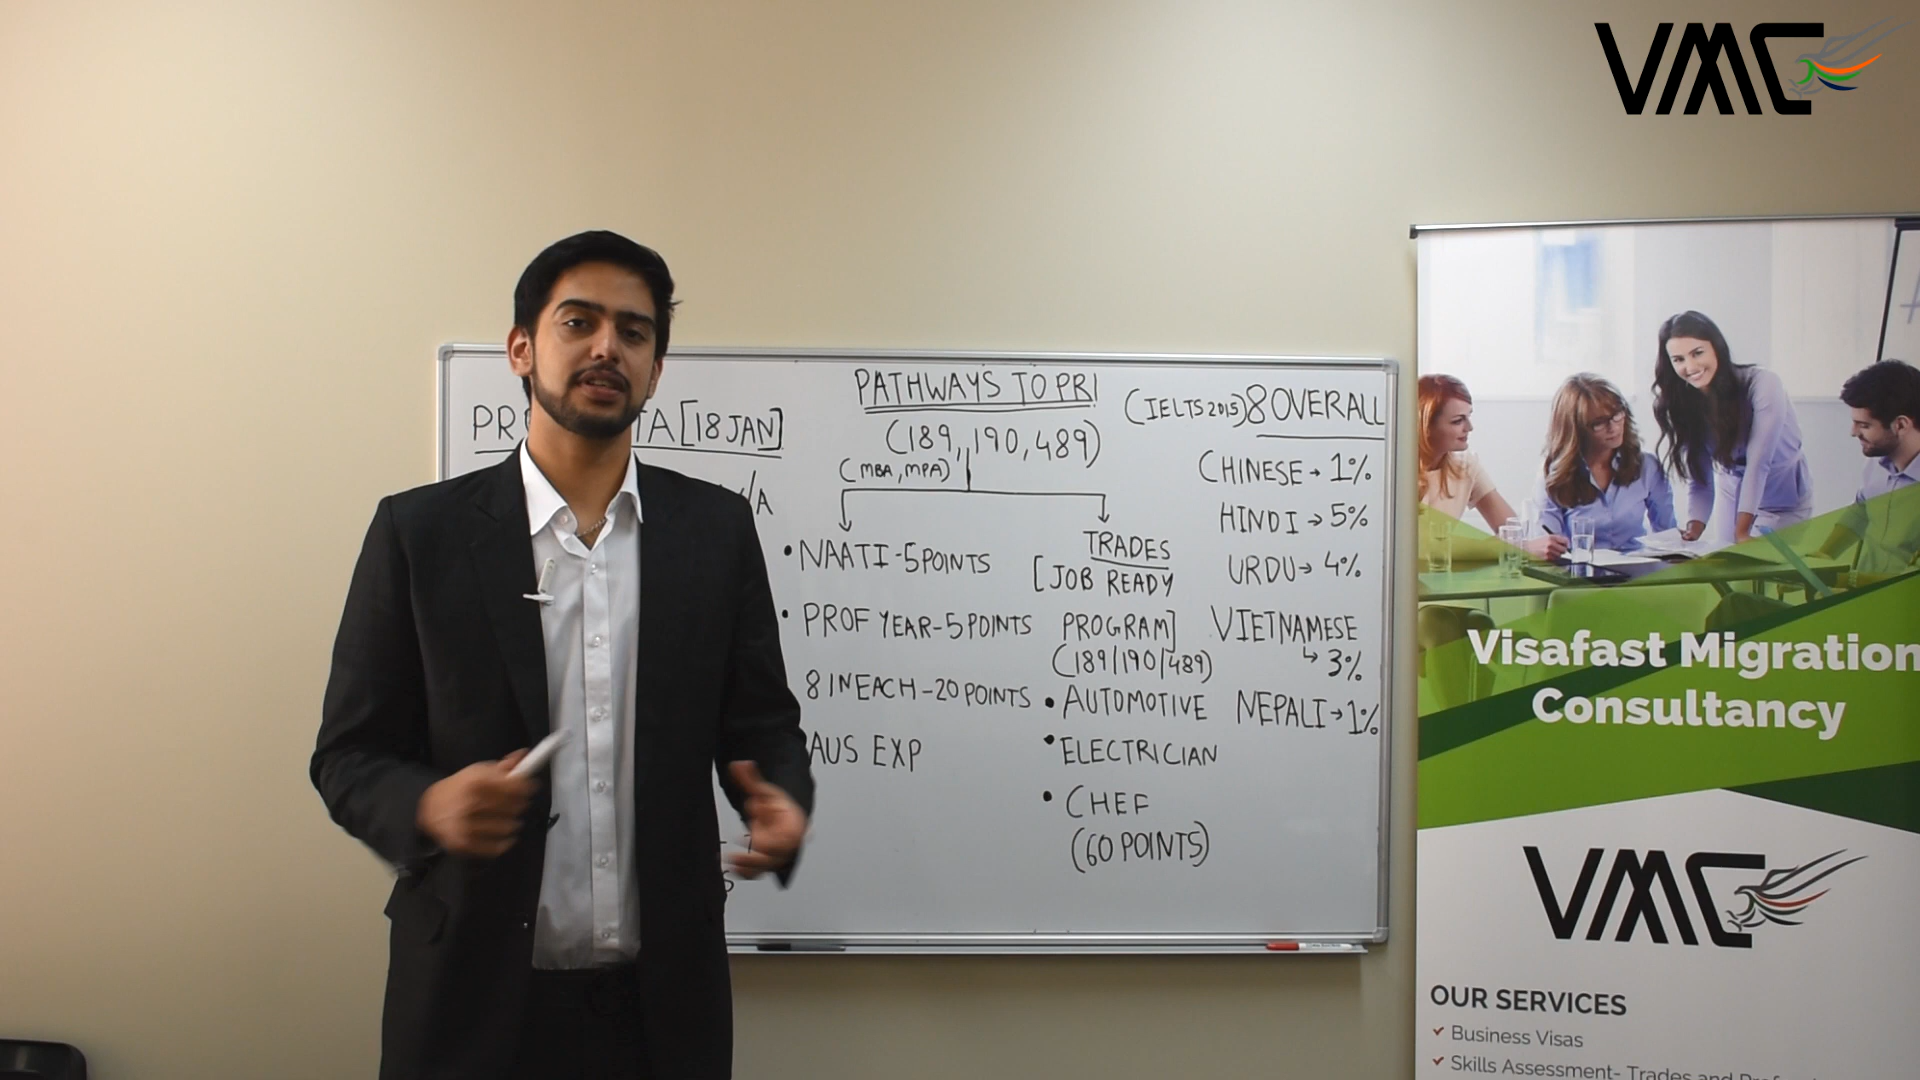 VMC
PATHWAYS TO PR!
(189, 190, 489)
(MBA, MPA)
[18 JAN]
• NAATI - 5 POINTS
• PROF YEAR - 5 POINTS
8 IN EACH - 20 POINTS
AUS EXP
TRADES
[JOB READY
PROGRAM]
(189/190/489)
• AUTOMOTIVE
• ELECTRICIAN
• CHEF
(60 POINTS)
(IELTS 2015) 8 OVERALL
CHINESE → 1%
HINDI → 5%
URDU → 4%
VIETNAMESE
↳ 3%
NEPALI → 1%
Visafast Migration
Consultancy
VMC
OUR SERVICES
✓ Business Visas
✓ Skills Assessment- Trades and